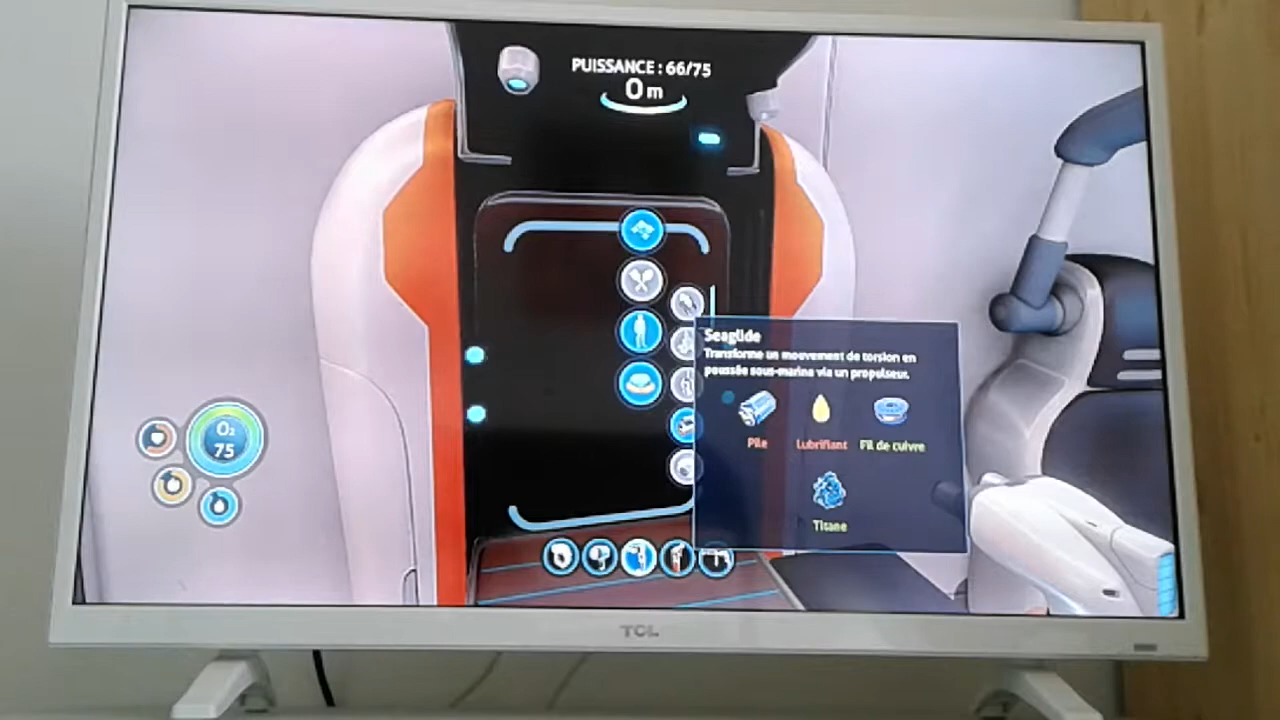 PUISSANCE : 66/75
0 m
Seaglide
Transforme un mouvement de torsion en
poussée sous-marine via un propulseur.
Pile
Lubrifiant
Fil de cuivre
Titane
O₂
75
TCL